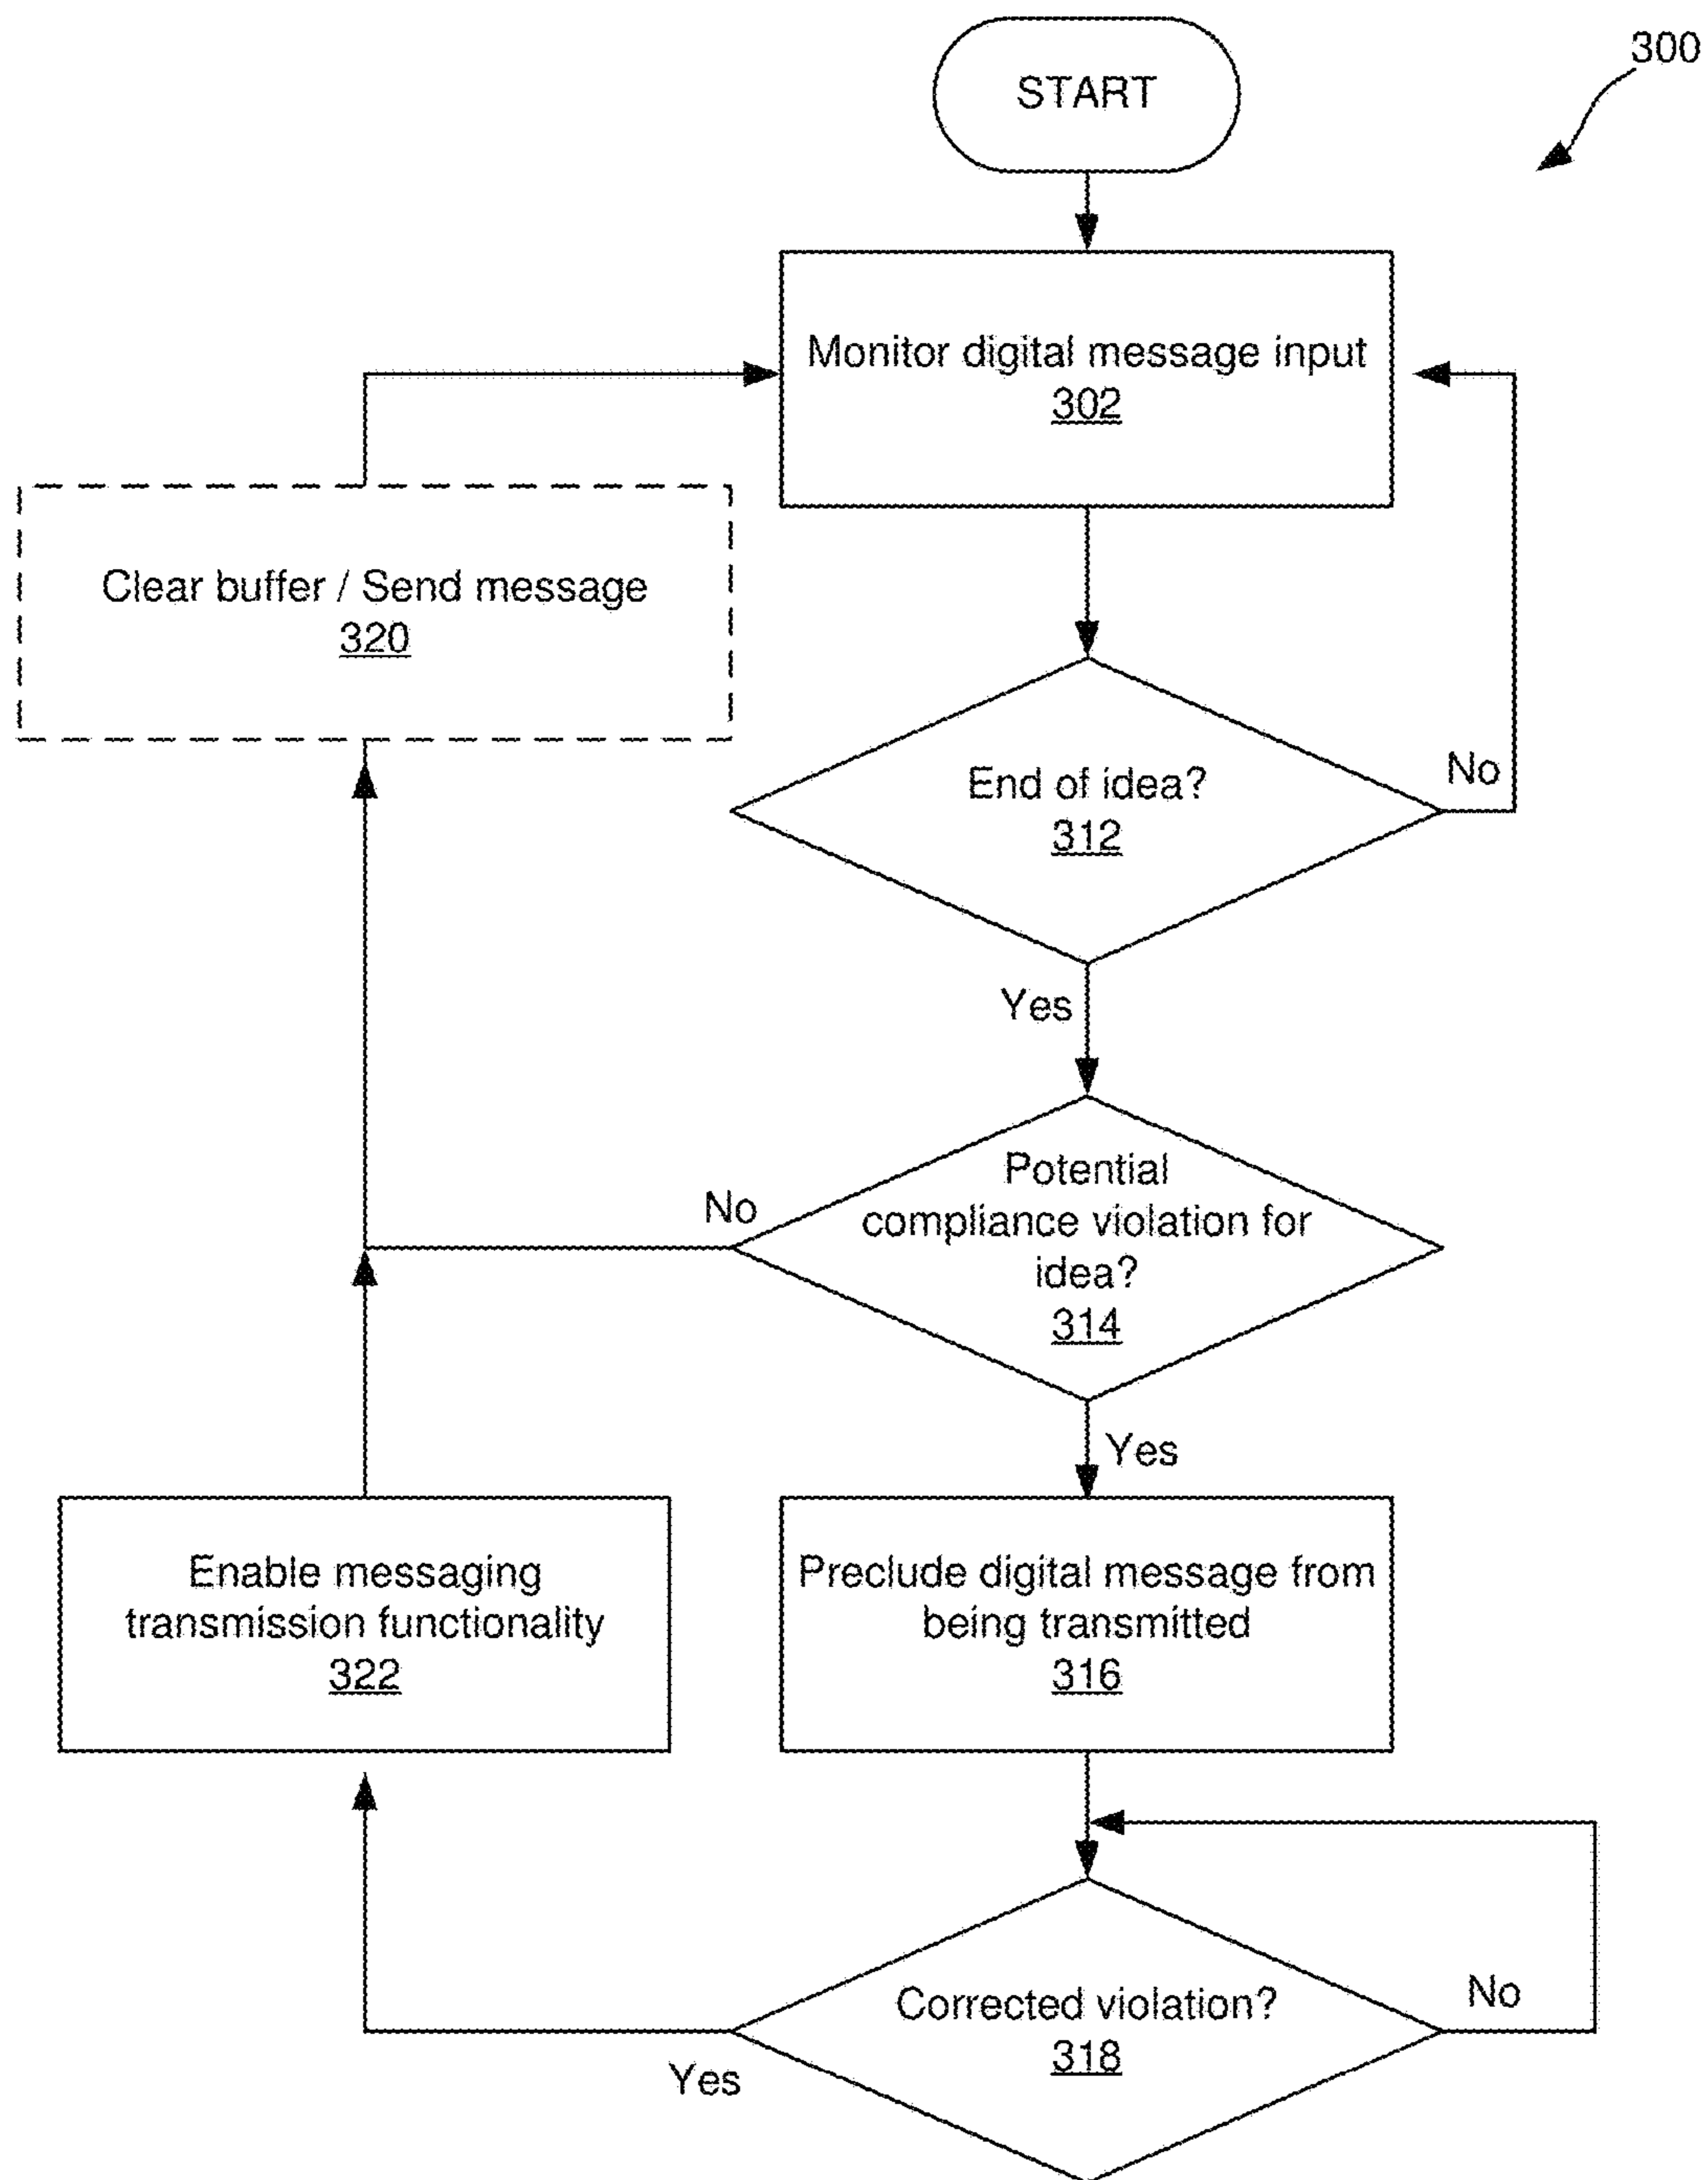 START
300
Monitor digital message input
302
Clear buffer / Send message
320
End of idea?
312
No
Yes
Potential
compliance violation for
idea?
314
No
Yes
Enable messaging
transmission functionality
322
Preclude digital message from
being transmitted
316
Corrected violation?
318
No
Yes